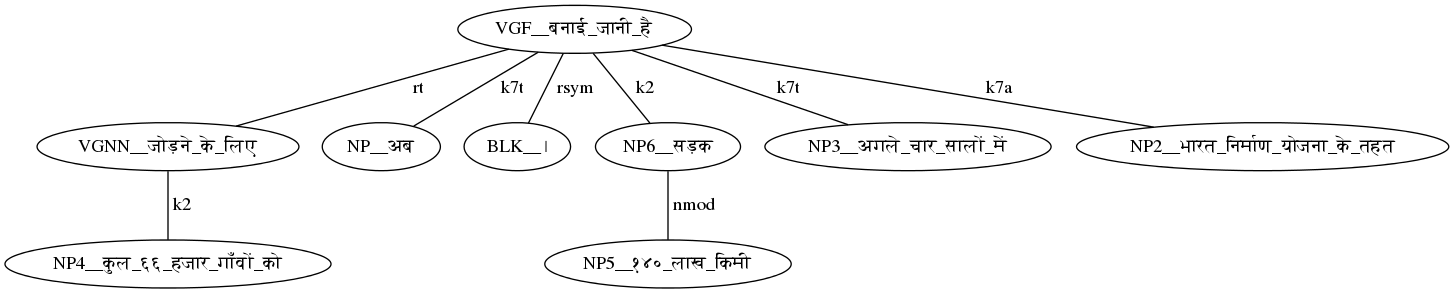 VGF__बनाई_जानी_है
rt k7t rsym k2 k7t k7a
VGNN__जोड़ने_के_लिए NP__अब BLK__। NP6__सड़क NP3__अगले_चार_सालों_में NP2__भारत_निर्माण_योजना_के_तहत
k2 nmod
NP4__कुल_६६_हजार_गाँवों_को NP5__१४०_लाख_किमी